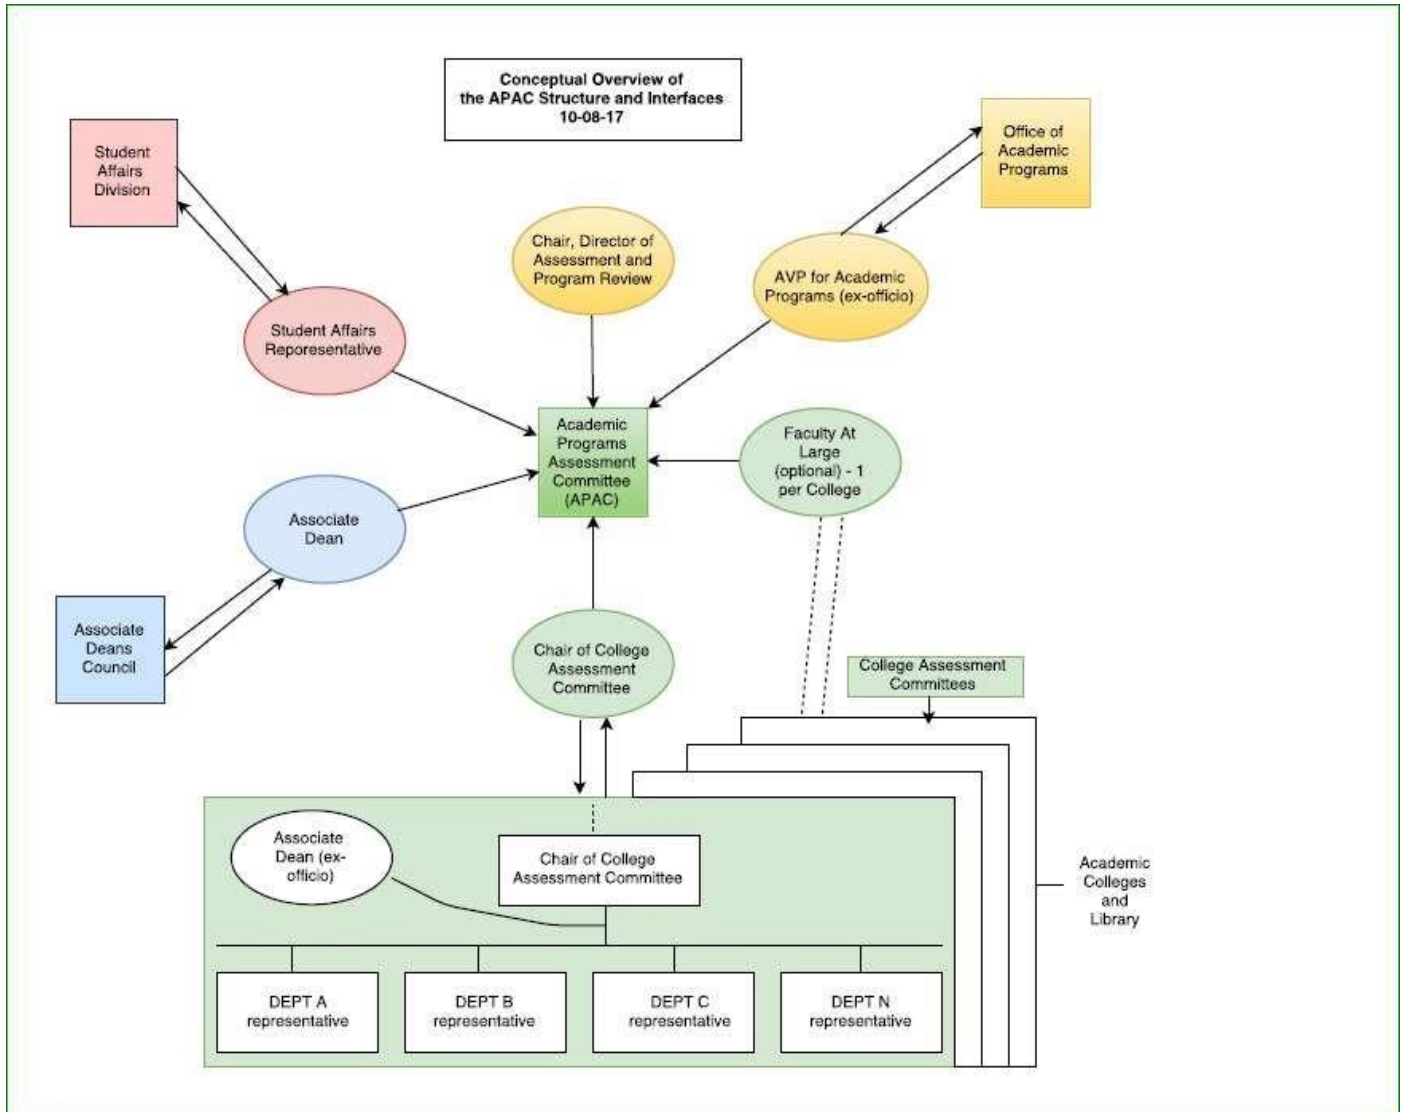 Conceptual Overview of
the APAC Structure and Interfaces
10-08-17
Student
Affairs
Division
Office of
Academic
Programs
Chair, Director of
Assessment and
Program Review
AVP for Academic
Programs (ex-officio)
Student Affairs
Reporesentative
Academic
Programs
Assessment
Committee
(APAC)
Faculty At
Large
(optional) - 1
per College
Associate
Dean
Associate
Deans
Council
Chair of College
Assessment
Committee
College Assessment
Committees
Associate
Dean (ex-
officio)
Chair of College
Assessment Committee
Academic
Colleges
and
Library
DEPT A
representative
DEPT B
representative
DEPT C
representative
DEPT N
representative